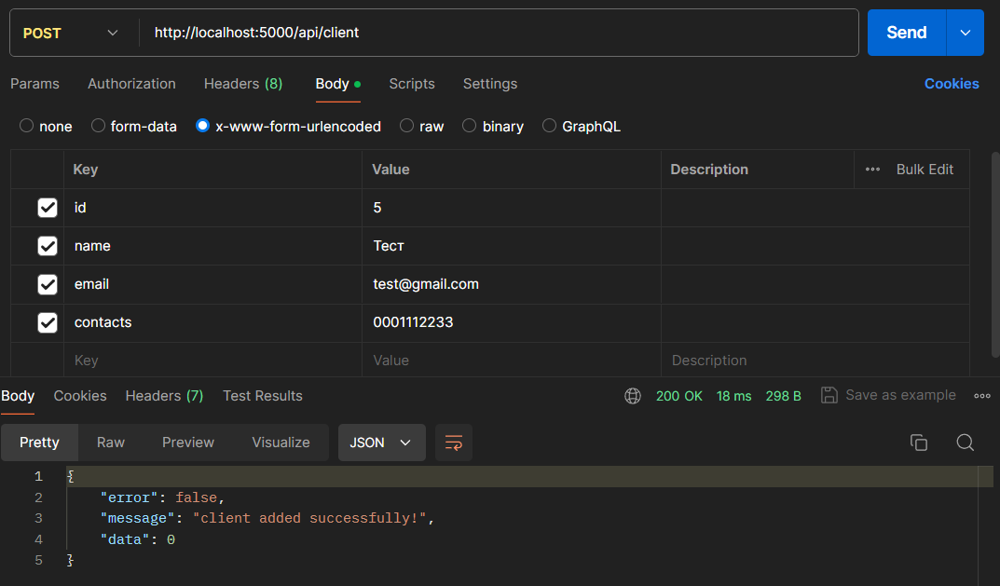 POST http://localhost:5000/api/client Send
Params Authorization Headers (8) Body Scripts Settings Cookies
none form-data x-www-form-urlencoded raw binary GraphQL
Key Value Description Bulk Edit
id 5
name Тест
email test@gmail.com
contacts 0001112233
Key Value Description
Body Cookies Headers (7) Test Results 200 OK 18 ms 298 B Save as example
Pretty Raw Preview Visualize JSON
1 {
2 "error": false,
3 "message": "client added successfully!",
4 "data": 0
5 }